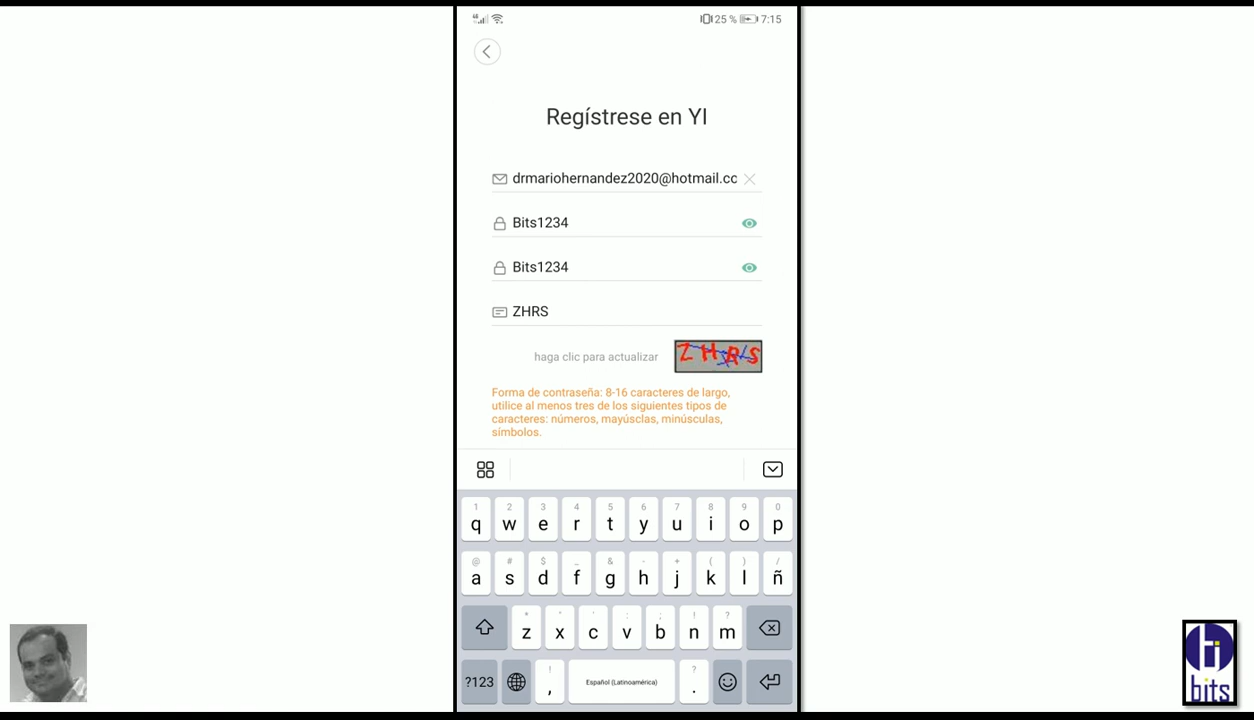 25 % 7:15
Regístrese en YI
drmariohernandez2020@hotmail.cc
Bits1234
Bits1234
ZHRS
haga clic para actualizar
ZHRS
Forma de contraseña: 8-16 caracteres de largo,
utilice al menos tres de los siguientes tipos de
caracteres: números, mayúsclas, minúsculas,
símbolos.
1 2 3 4 5 6 7 8 9 0
q w e r t y u i o p
@ # $ _ & - + ( ) /
a s d f g h j k l ñ
* " ' : ; ! ?
z x c v b n m
! ?
?123 , Español (Latinoamérica) .
bits